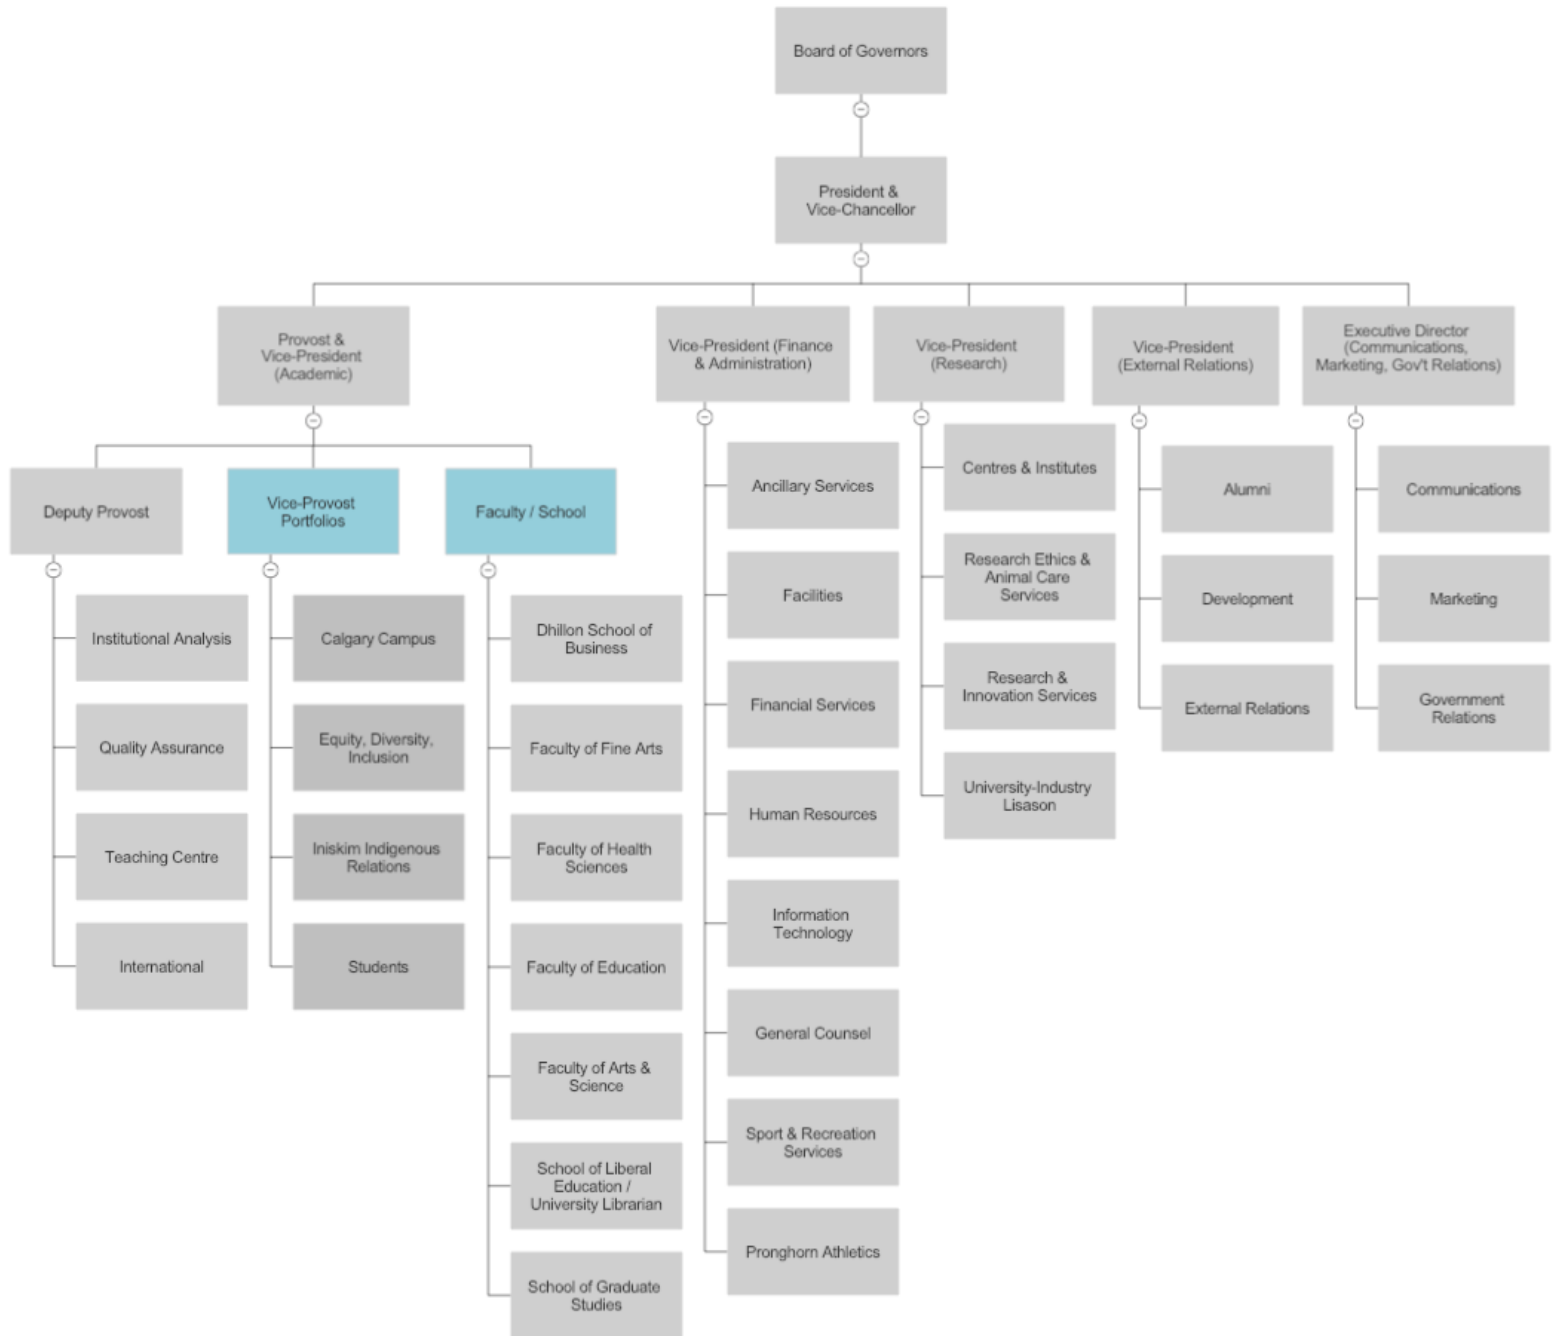 Board of Governors
President &
Vice-Chancellor
Provost &
Vice-President
(Academic)
Vice-President (Finance
& Administration)
Vice-President
(Research)
Vice-President
(External Relations)
Executive Director
(Communications,
Marketing, Gov't Relations)
Deputy Provost
Institutional Analysis
Quality Assurance
Teaching Centre
International
Vice-Provost
Portfolios
Calgary Campus
Equity, Diversity,
Inclusion
Iniskim Indigenous
Relations
Students
Faculty / School
Dhillon School of
Business
Faculty of Fine Arts
Faculty of Health
Sciences
Faculty of Education
Faculty of Arts &
Science
School of Liberal
Education /
University Librarian
School of Graduate
Studies
Ancillary Services
Facilities
Financial Services
Human Resources
Information
Technology
General Counsel
Sport & Recreation
Services
Pronghorn Athletics
Centres & Institutes
Research Ethics &
Animal Care
Services
Research &
Innovation Services
University-Industry
Lisason
Alumni
Development
External Relations
Communications
Marketing
Government
Relations